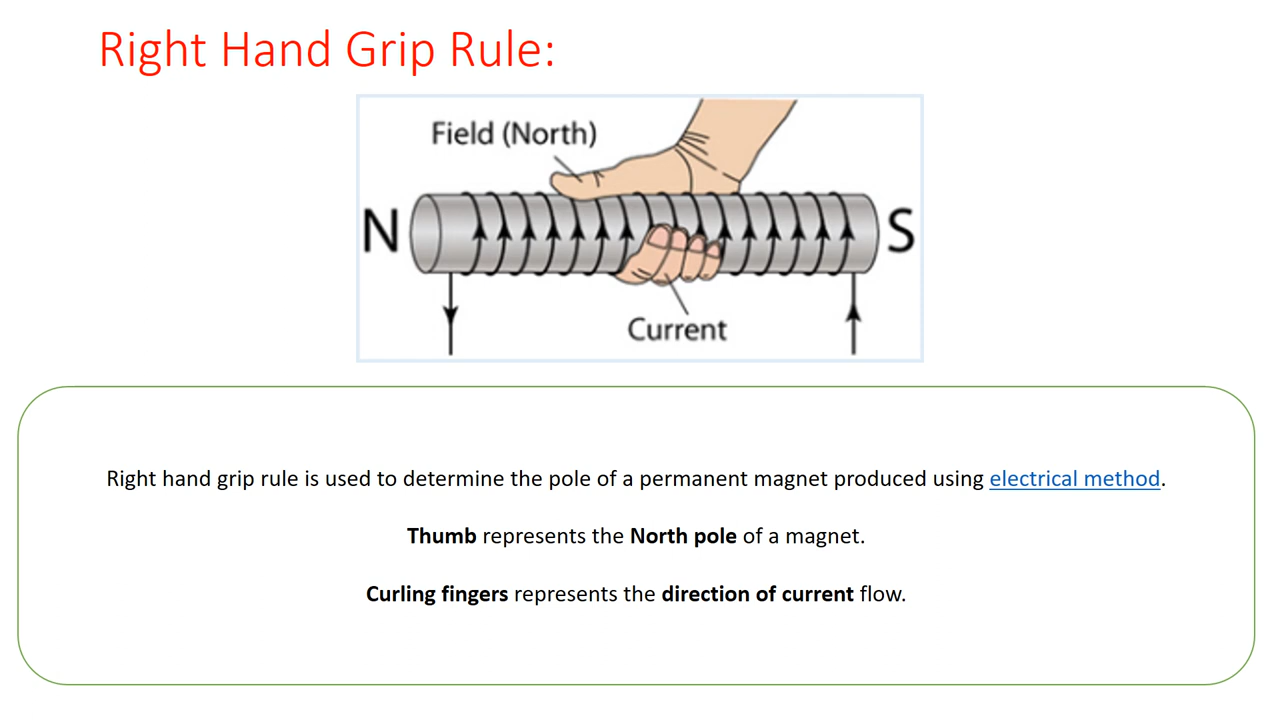 Right Hand Grip Rule:
Field (North)
N
S
Current
Right hand grip rule is used to determine the pole of a permanent magnet produced using electrical method.
Thumb represents the North pole of a magnet.
Curling fingers represents the direction of current flow.